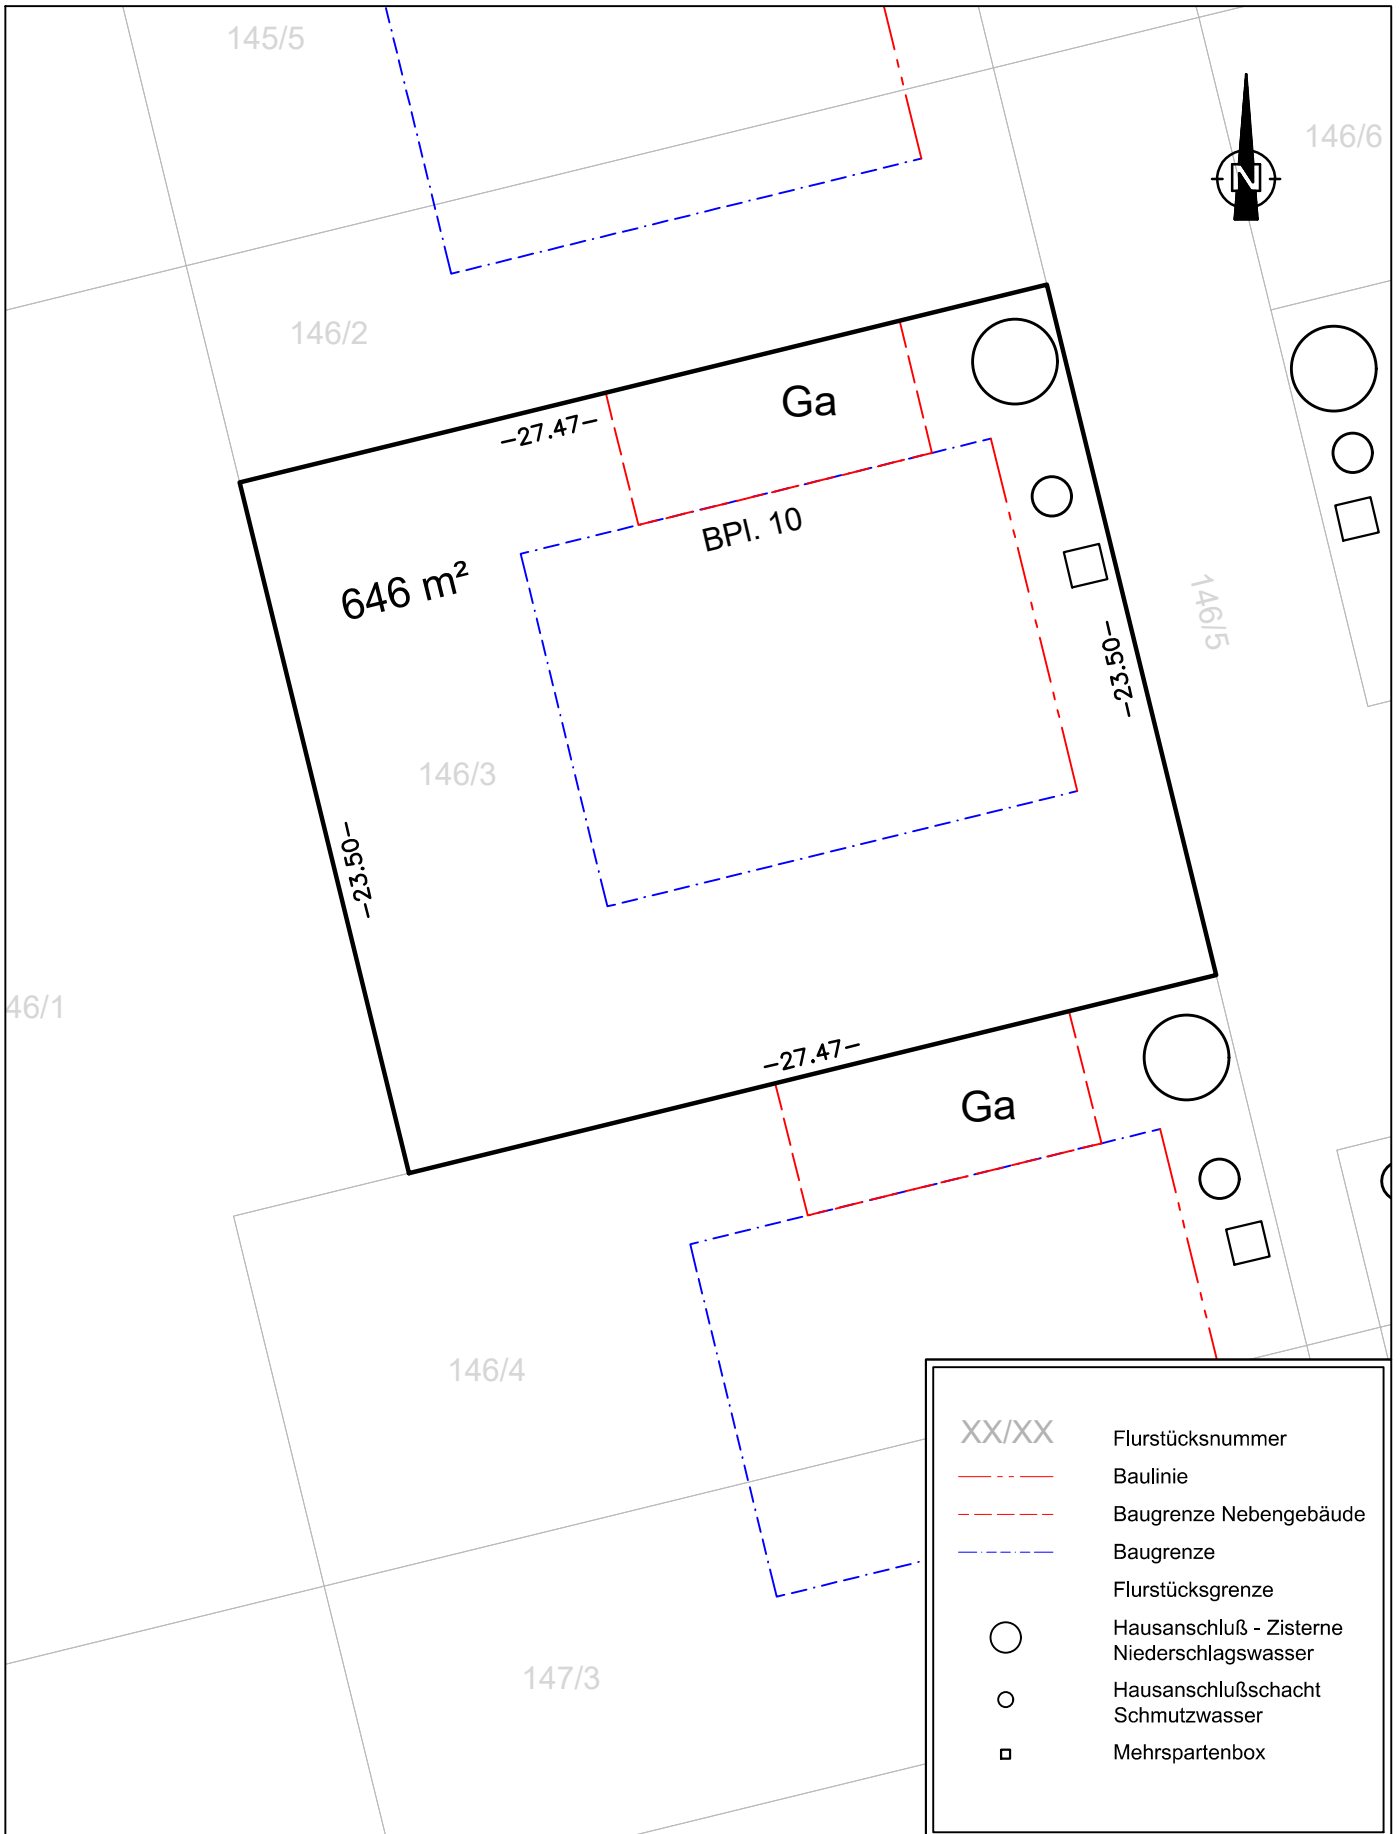 145/5
146/6
N
146/2
Ga
-27.47-
BPl. 10
646 m²
146/5
-23.50-
146/3
-23.50-
46/1
-27.47-
Ga
146/4
147/3
XX/XX Flurstücksnummer
Baulinie
Baugrenze Nebengebäude
Baugrenze
Flurstücksgrenze
Hausanschluß - Zisterne
Niederschlagswasser
Hausanschlußschacht
Schmutzwasser
Mehrspartenbox